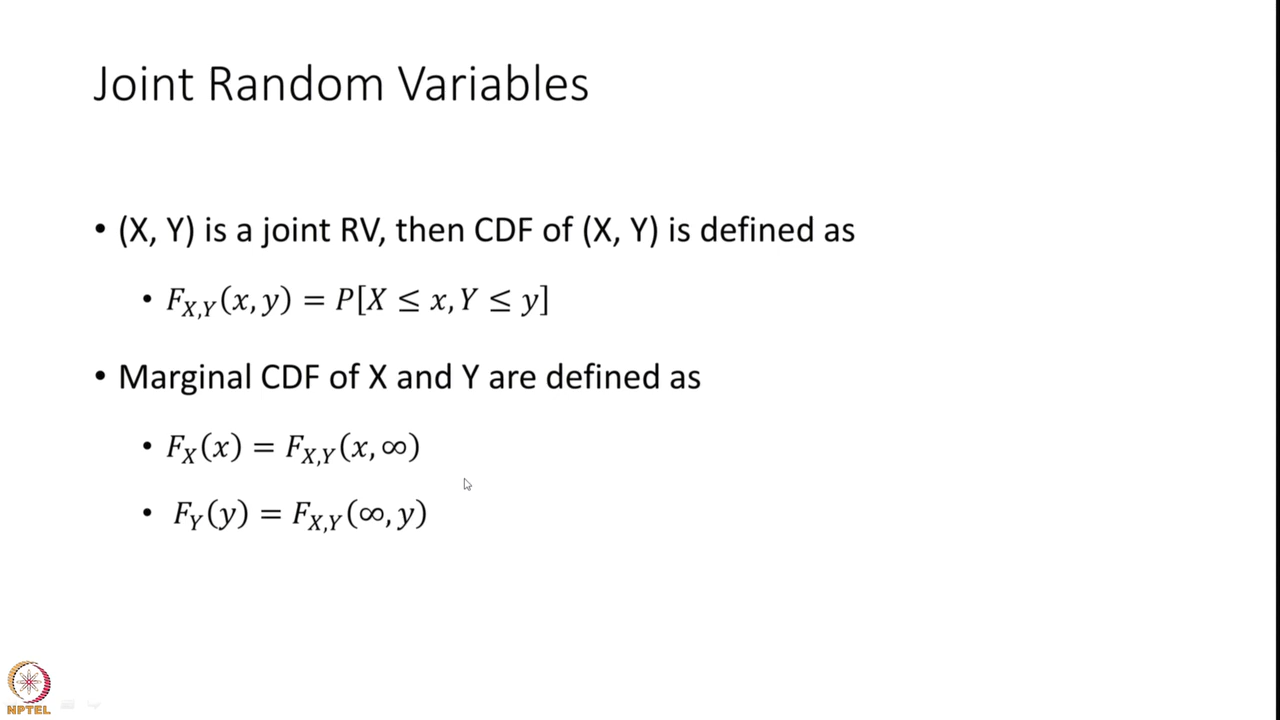 Joint Random Variables
• (X, Y) is a joint RV, then CDF of (X, Y) is defined as
• F_{X,Y}(x, y) = P[X ≤ x, Y ≤ y]
• Marginal CDF of X and Y are defined as
• F_X(x) = F_{X,Y}(x, ∞)
• F_Y(y) = F_{X,Y}(∞, y)
NPTEL